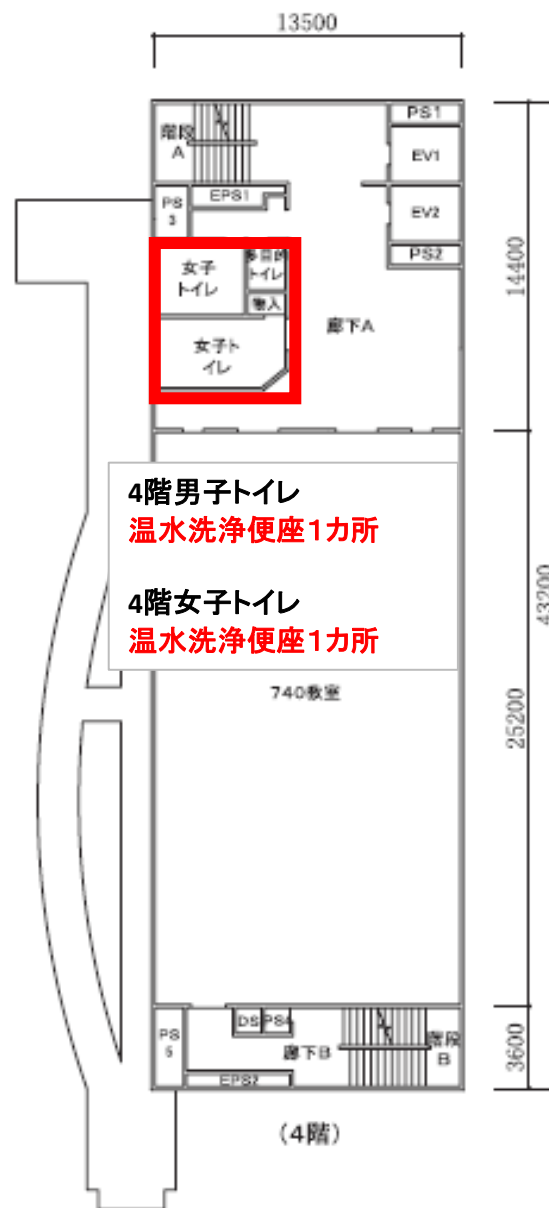 13500
階段
A
PS1
EV1
EPS1
PS
3
EV2
PS2
女子
トイレ
多目的
トイレ
物入
女子ト
イレ
廊下A
14400
4階男子トイレ
温水洗浄便座1カ所
4階女子トイレ
温水洗浄便座1カ所
43200
740教室
25200
PS
5
DS
PS4
廊下B
階段
B
EPS2
3600
(4階)